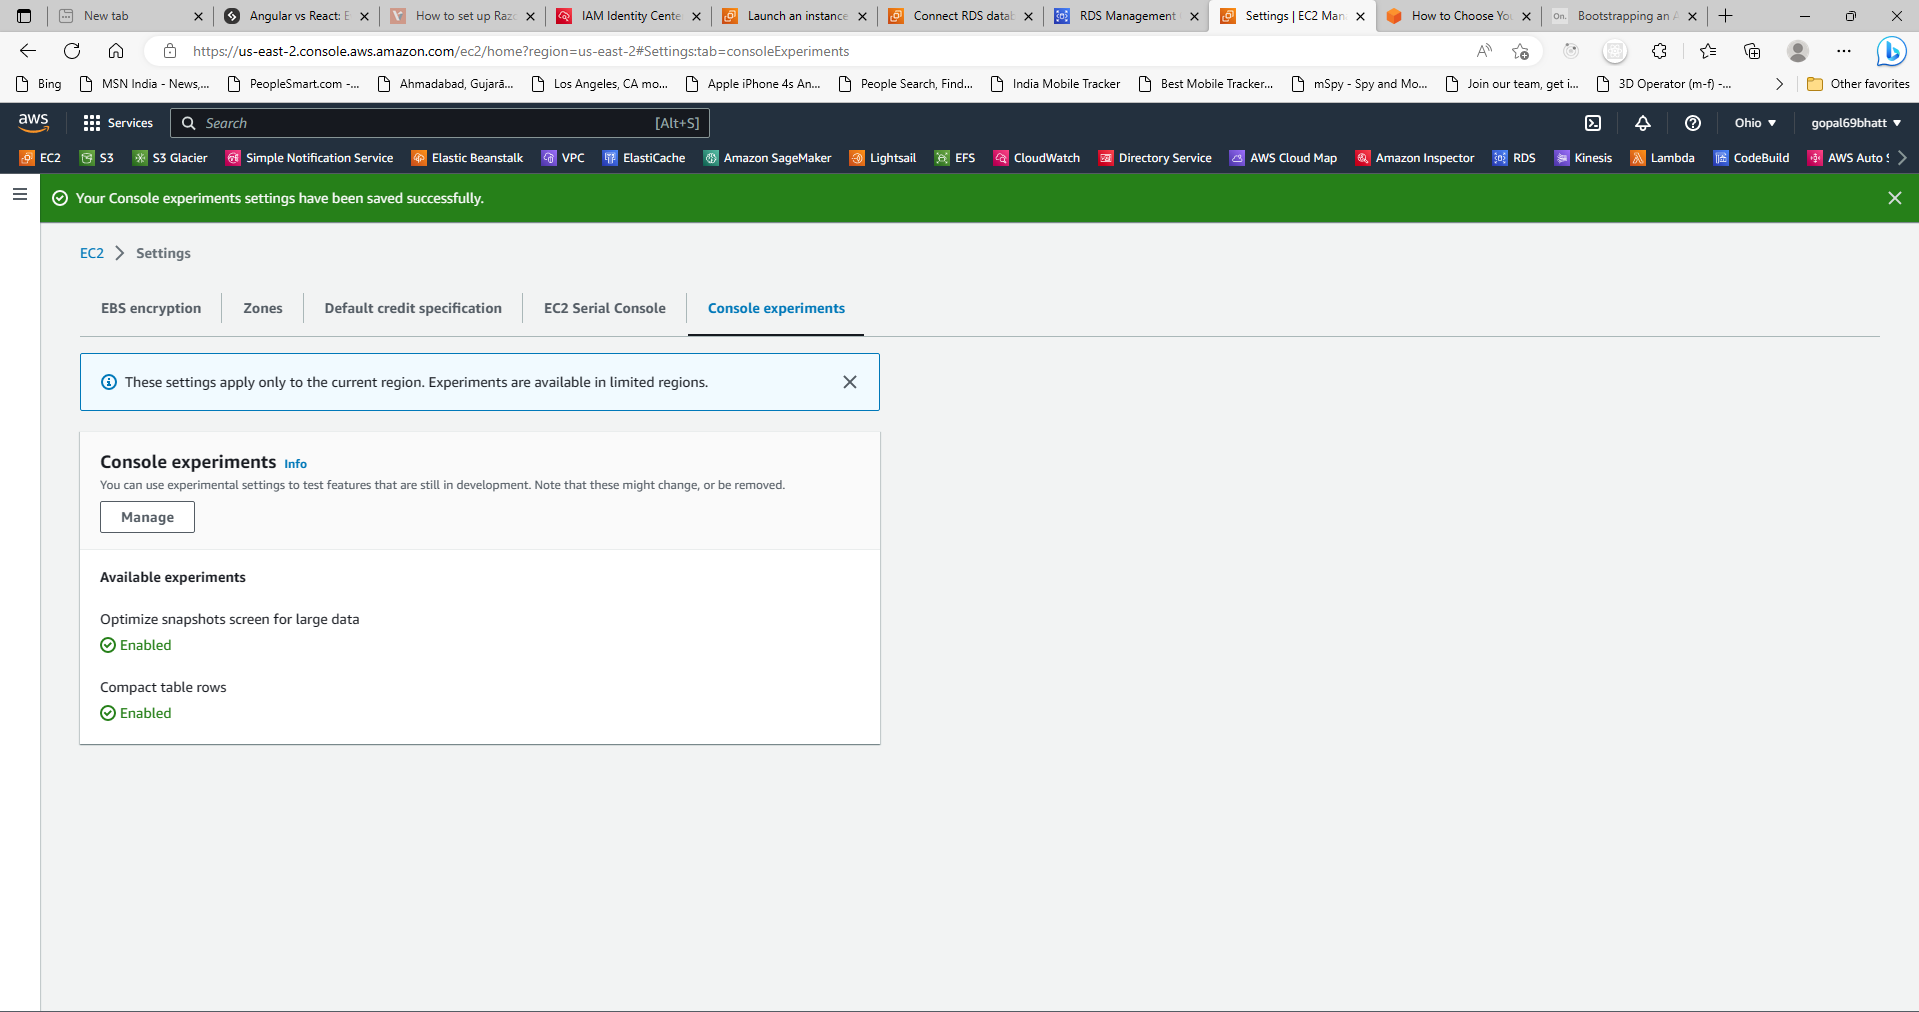 New tab
Angular vs React: E
How to set up Razo
IAM Identity Cente
Launch an instance
Connect RDS datab
RDS Management
Settings | EC2 Man
How to Choose You
On. Bootstrapping an A
https://us-east-2.console.aws.amazon.com/ec2/home?region=us-east-2#Settings:tab=consoleExperiments
Bing
MSN India - News,...
PeopleSmart.com -...
Ahmadabad, Gujarā...
Los Angeles, CA mo...
Apple iPhone 4s An...
People Search, Find...
India Mobile Tracker
Best Mobile Tracker...
mSpy - Spy and Mo...
Join our team, get i...
3D Operator (m-f) -...
Other favorites
aws
Services
Search
[Alt+S]
Ohio
gopal69bhatt
EC2
S3
S3 Glacier
Simple Notification Service
Elastic Beanstalk
VPC
ElastiCache
Amazon SageMaker
Lightsail
EFS
CloudWatch
Directory Service
AWS Cloud Map
Amazon Inspector
RDS
Kinesis
Lambda
CodeBuild
AWS Auto S
Your Console experiments settings have been saved successfully.
EC2
Settings
EBS encryption
Zones
Default credit specification
EC2 Serial Console
Console experiments
These settings apply only to the current region. Experiments are available in limited regions.
Console experiments Info
You can use experimental settings to test features that are still in development. Note that these might change, or be removed.
Manage
Available experiments
Optimize snapshots screen for large data
Enabled
Compact table rows
Enabled